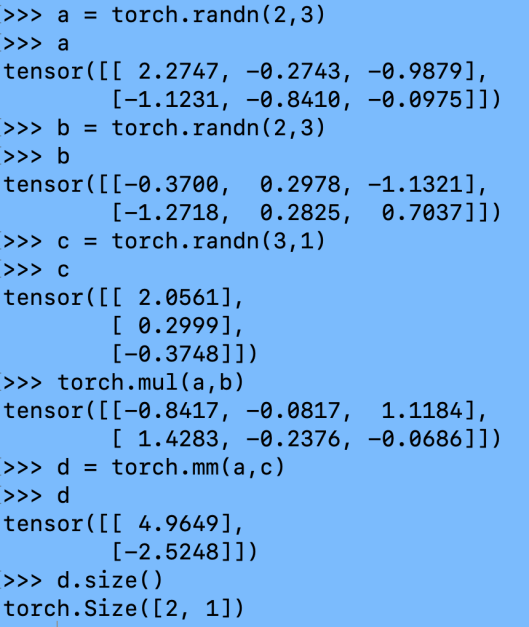 >>> a = torch.randn(2,3)
>>> a
tensor([[ 2.2747, -0.2743, -0.9879],
        [-1.1231, -0.8410, -0.0975]])
>>> b = torch.randn(2,3)
>>> b
tensor([[-0.3700,  0.2978, -1.1321],
        [-1.2718,  0.2825,  0.7037]])
>>> c = torch.randn(3,1)
>>> c
tensor([[ 2.0561],
        [ 0.2999],
        [-0.3748]])
>>> torch.mul(a,b)
tensor([[-0.8417, -0.0817,  1.1184],
        [ 1.4283, -0.2376, -0.0686]])
>>> d = torch.mm(a,c)
>>> d
tensor([[ 4.9649],
        [-2.5248]])
>>> d.size()
torch.Size([2, 1])